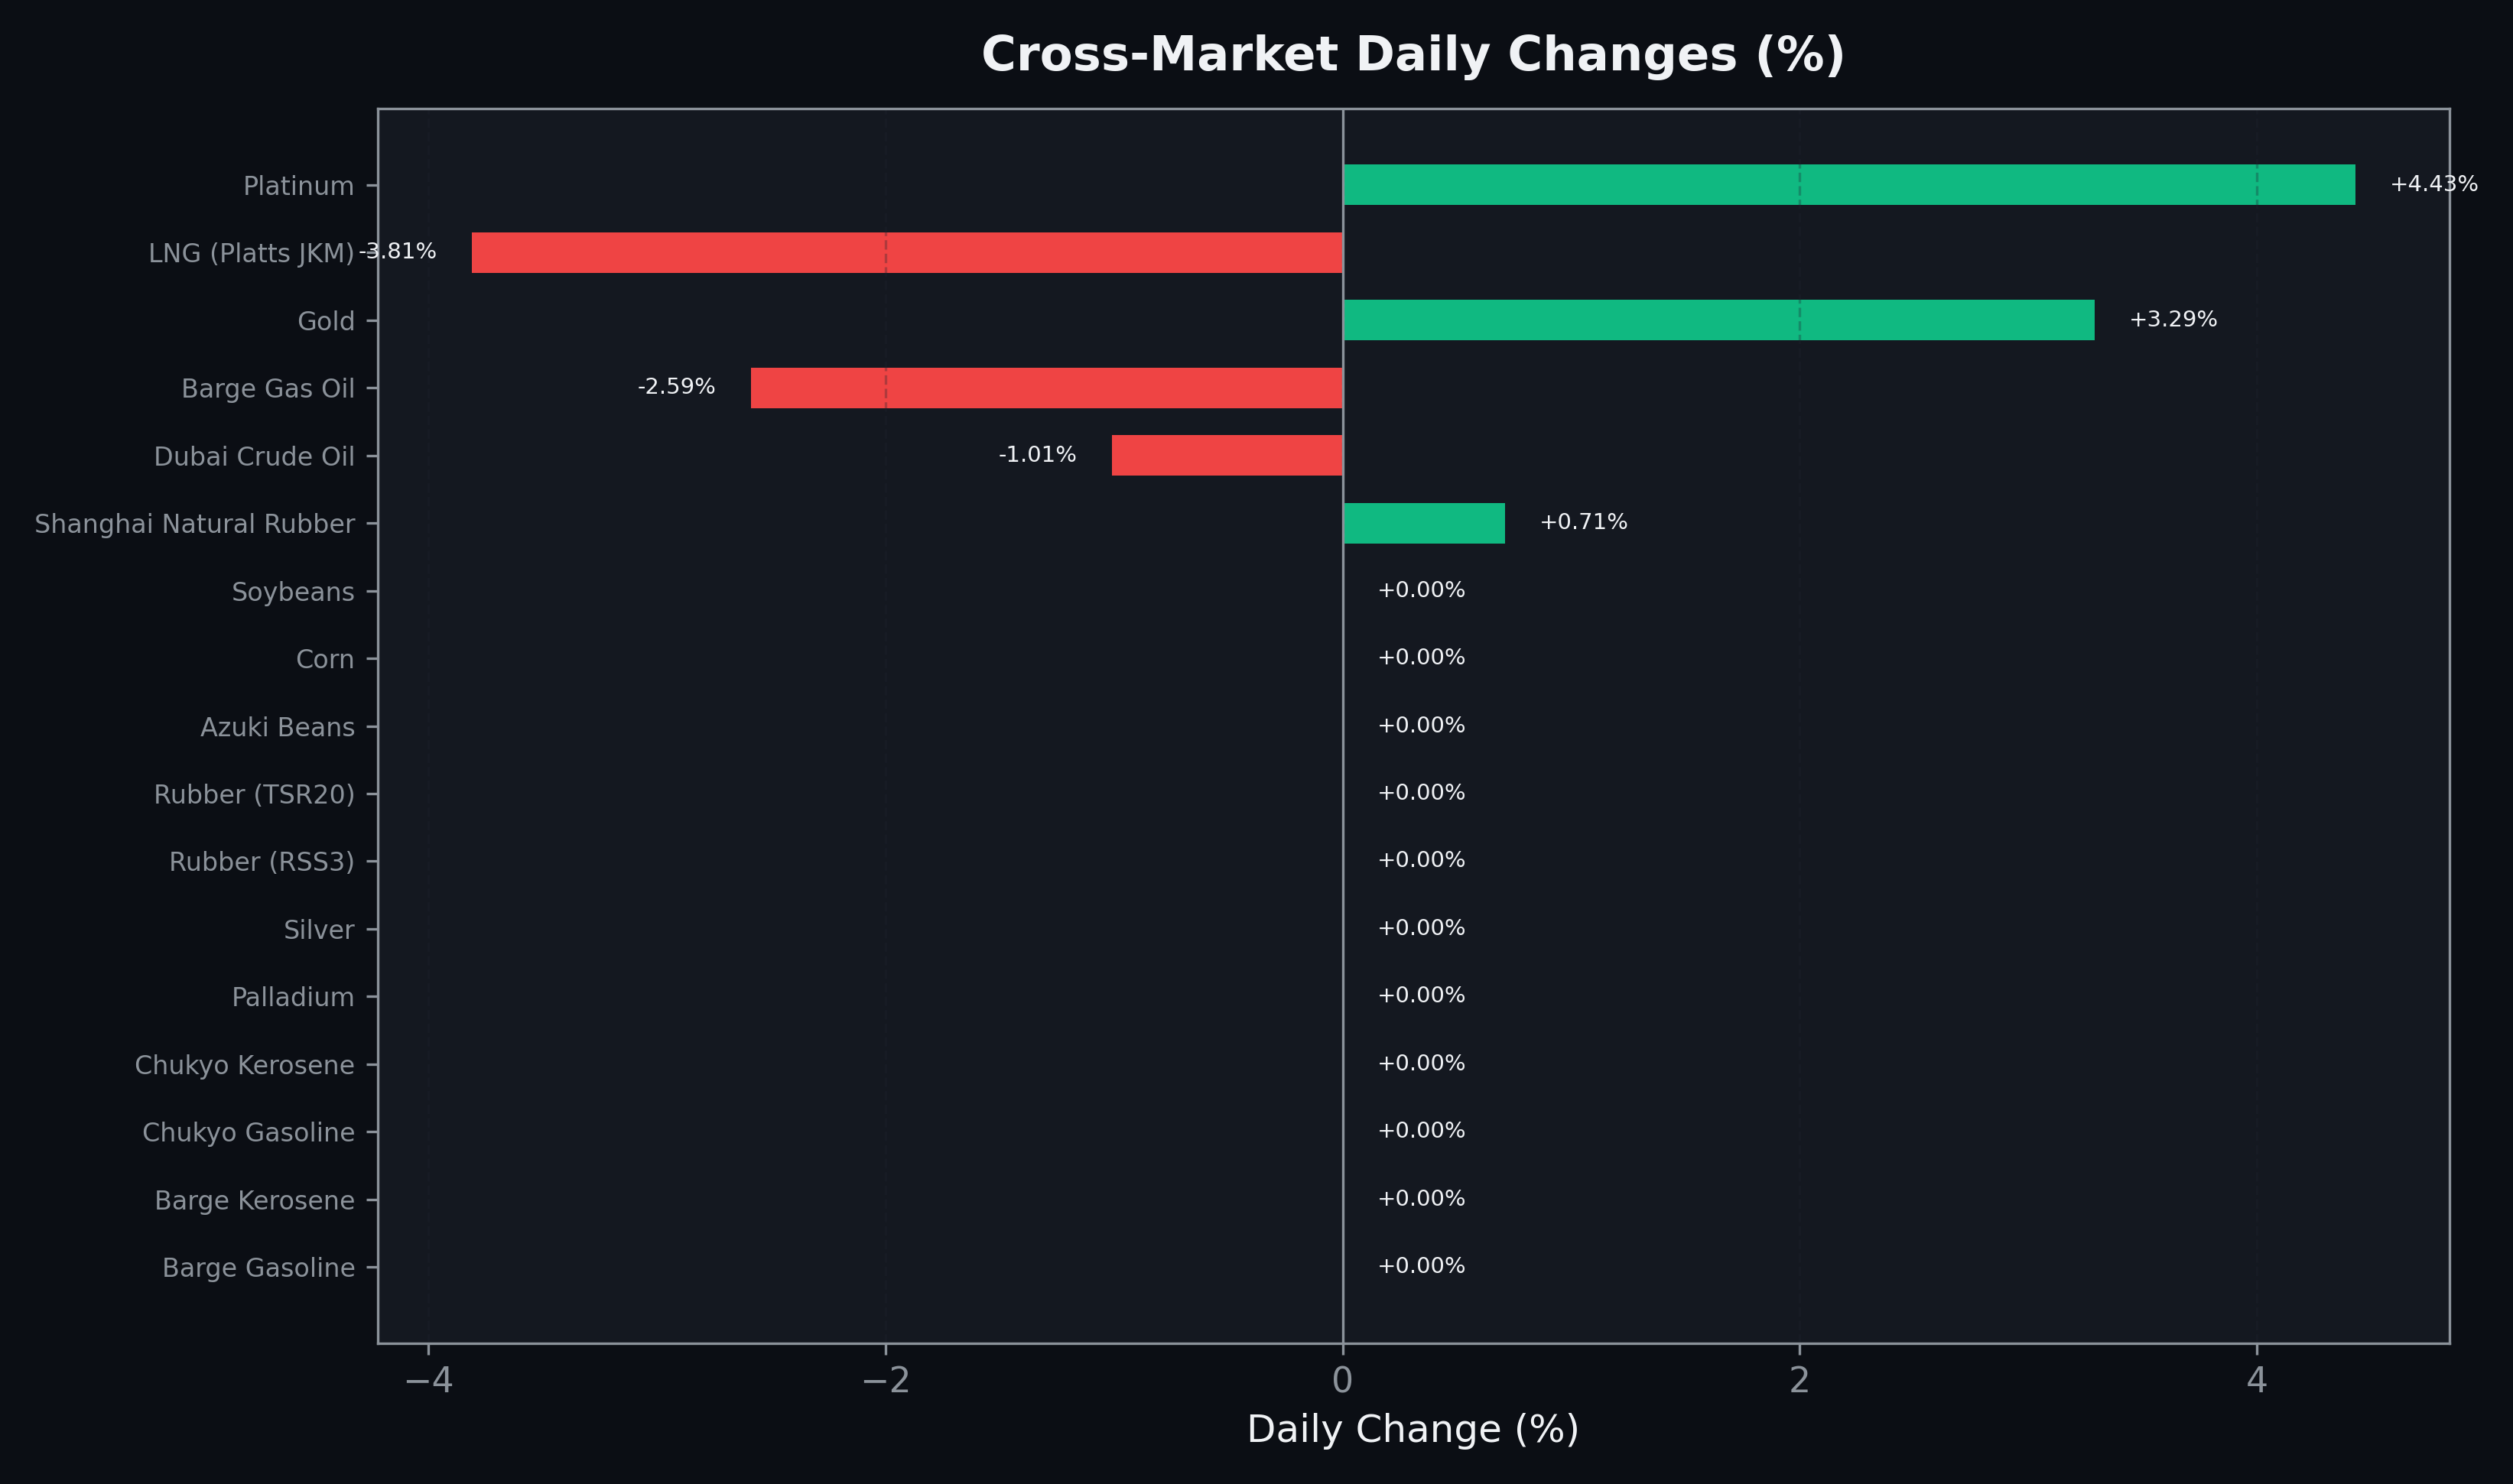 Cross-Market Daily Changes (%)
Platinum +4.43%
LNG (Platts JKM) -3.81%
Gold +3.29%
Barge Gas Oil -2.59%
Dubai Crude Oil -1.01%
Shanghai Natural Rubber +0.71%
Soybeans +0.00%
Corn +0.00%
Azuki Beans +0.00%
Rubber (TSR20) +0.00%
Rubber (RSS3) +0.00%
Silver +0.00%
Palladium +0.00%
Chukyo Kerosene +0.00%
Chukyo Gasoline +0.00%
Barge Kerosene +0.00%
Barge Gasoline +0.00%
−4 −2 0 2 4
Daily Change (%)